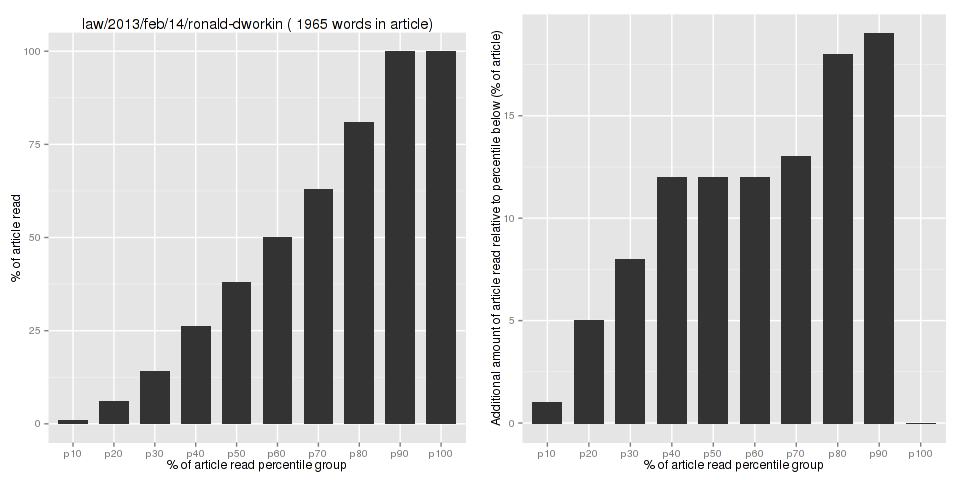 law/2013/feb/14/ronald-dworkin ( 1965 words in article)
% of article read
100
75
50
25
0
p10 p20 p30 p40 p50 p60 p70 p80 p90 p100
% of article read percentile group
Additional amount of article read relative to percentile below (% of article)
15
10
5
0
p10 p20 p30 p40 p50 p60 p70 p80 p90 p100
% of article read percentile group